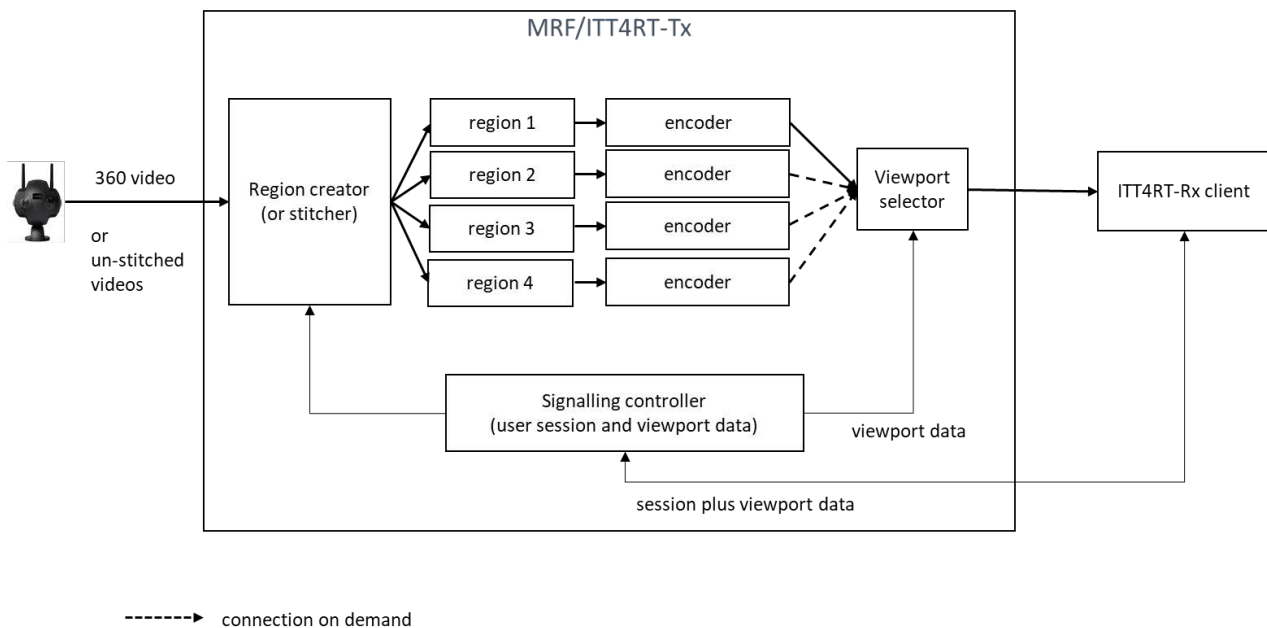 MRF/ITT4RT-Tx
360 video
or
un-stitched
videos
Region creator
(or stitcher)
region 1
encoder
region 2
encoder
region 3
encoder
region 4
encoder
Viewport
selector
ITT4RT-Rx client
Signalling controller
(user session and viewport data)
viewport data
session plus viewport data
connection on demand